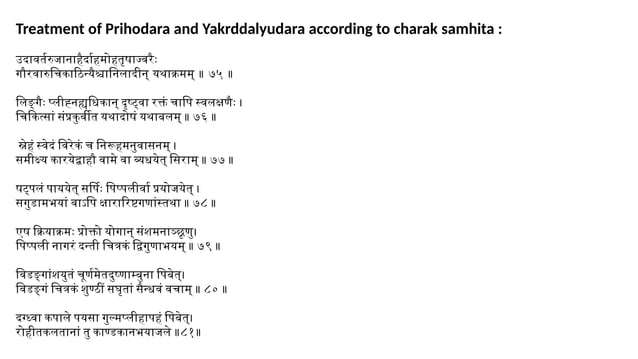 Treatment of Prihodara and Yakrddalyudara according to charak samhita :
उदावर्तरुजानाहैर्दाहमोहतृषाज्वरैः
गौरवारुचिकाठिन्यैश्चानिलादीन् यथाक्रमम् ॥ ७५ ॥
लिङ्गैः प्लीह्न्यधिकान् दृष्ट्वा रक्तं चापि स्वलक्षणैः ।
चिकित्सां संप्रकुर्वीत यथादोषं यथाबलम् ॥ ७६ ॥
स्नेहं स्वेदं विरेकं च निरूहमनुवासनम् ।
समीक्ष्य कारयेद्बाहौ वामे वा व्यधयेत् सिराम् ॥ ७७ ॥
षट्पलं पाययेत् सर्पिः पिप्पलीर्वा प्रयोजयेत् ।
सगुडामभयां वाऽपि क्षारारिष्टगणांस्तथा ॥ ७८ ॥
एष क्रियाक्रमः प्रोक्तो योगान् संशमनाञ्छृणु।
पिप्पली नागरं दन्ती चित्रकं द्विगुणाभयम् ॥ ७९ ॥
विडङ्गांशयुतं चूर्णमेतदुष्णाम्बुना पिबेत्।
विडङ्गं चित्रकं शुण्ठीं सघृतां सैन्धवं वचाम् ॥ ८० ॥
दग्ध्वा कपाले पयसा गुल्मप्लीहापहं पिबेत्।
रोहीतकलतानां तु काण्डकानभयाजले ॥८१॥